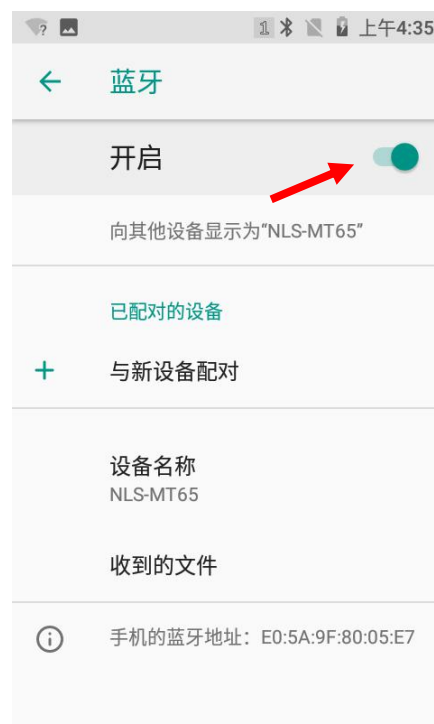 1 上午4:35
蓝牙
开启
向其他设备显示为“NLS-MT65”
已配对的设备
与新设备配对
设备名称
NLS-MT65
收到的文件
手机的蓝牙地址：E0:5A:9F:80:05:E7